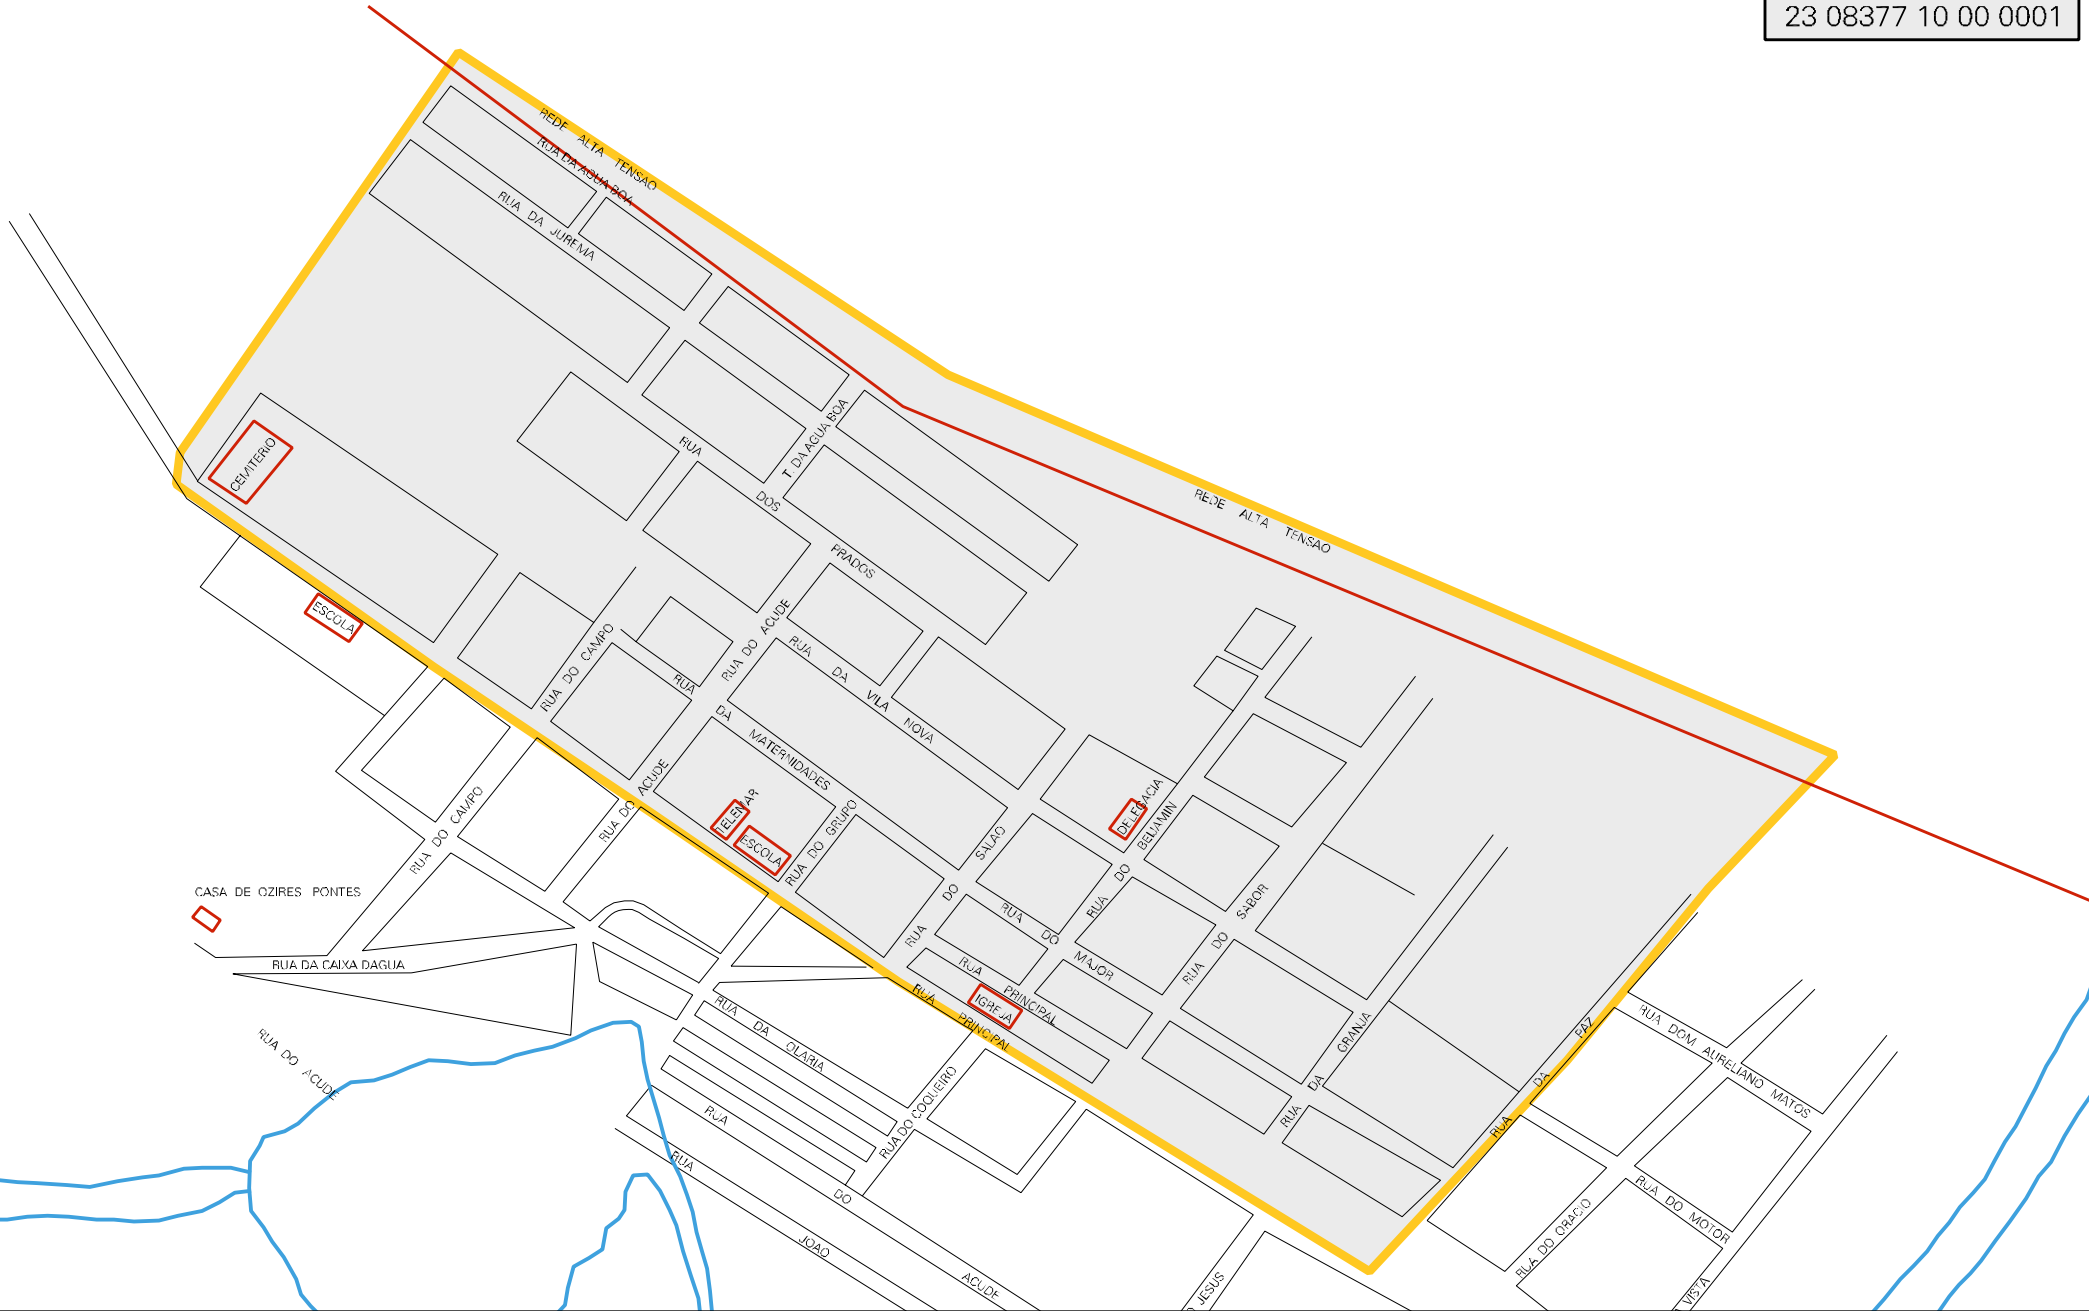 23 08377 10 00 0001
REDE ALTA TENSAO
RUA DA AGUA BOA
RUA DA JUREMA
T. DA AGUA BOA
RUA DOS PRADOS
CEMITERIO
REDE ALTA TENSAO
ESCOLA
RUA DO CAMPO
RUA DO ACUDE
RUA DA VILA NOVA
RUA DA MATERNIDADES
TELEMAR
ESCOLA
RUA DO GRUPO
DELEGACIA
RUA DO BELJAMIN
RUA DO SALAO
RUA DO SABOR
RUA DO MAJOR
RUA PRINCIPAL
IGREJA
RUA PRINCIPAL
RUA DA GRANJA
RUA DA PAZ
RUA DO CAMPO
RUA DO ACUDE
CASA DE OZIRES PONTES
RUA DA CAIXA DAGUA
RUA DO ACUDE
RUA DA OLARIA
RUA DO COQUEIRO
RUA DO ACUDE
RUA JOAO
O JESUS
RUA DOM AURELIANO MATOS
RUA DO MOTOR
RUA DO ORACIO
VISTA